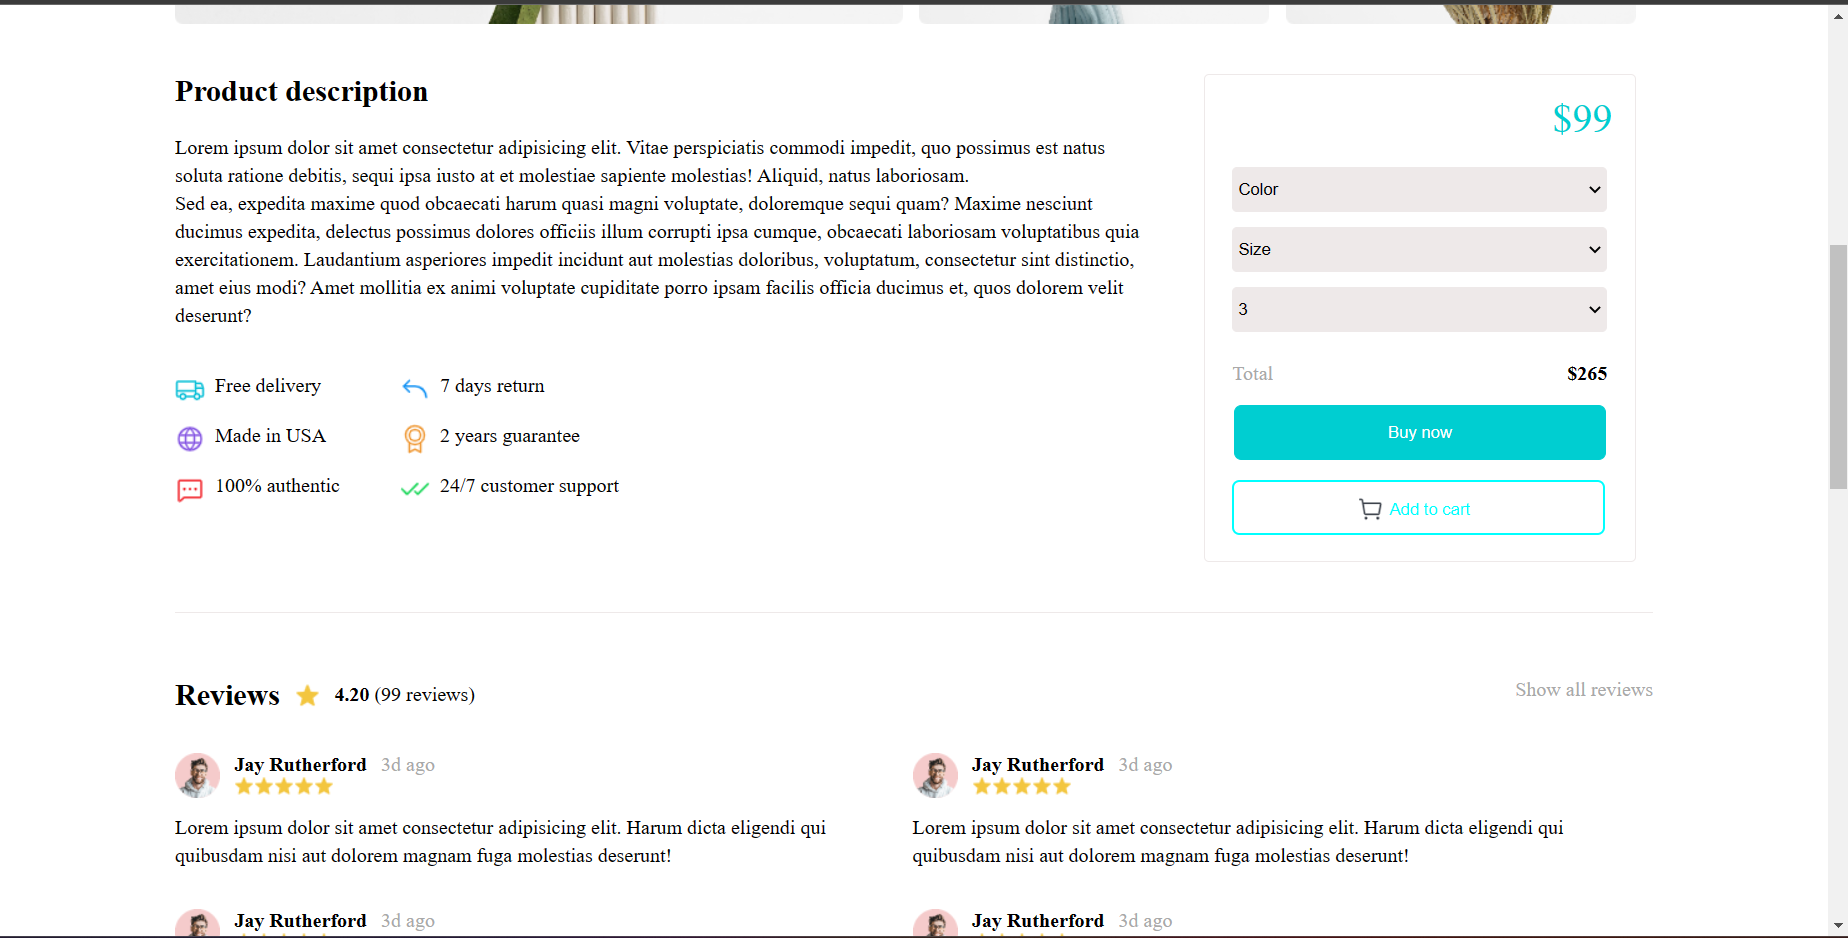 Product description
Lorem ipsum dolor sit amet consectetur adipisicing elit. Vitae perspiciatis commodi impedit, quo possimus est natus
soluta ratione debitis, sequi ipsa iusto at et molestiae sapiente molestias! Aliquid, natus laboriosam.
Sed ea, expedita maxime quod obcaecati harum quasi magni voluptate, doloremque sequi quam? Maxime nesciunt
ducimus expedita, delectus possimus dolores officiis illum corrupti ipsa cumque, obcaecati laboriosam voluptatibus quia
exercitationem. Laudantium asperiores impedit incidunt aut molestias doloribus, voluptatum, consectetur sint distinctio,
amet eius modi? Amet mollitia ex animi voluptate cupiditate porro ipsam facilis officia ducimus et, quos dolorem velit
deserunt?
Free delivery
7 days return
Made in USA
2 years guarantee
100% authentic
24/7 customer support
$99
Color
Size
3
Total $265
Buy now
Add to cart
Reviews 4.20 (99 reviews)
Show all reviews
Jay Rutherford 3d ago
Lorem ipsum dolor sit amet consectetur adipisicing elit. Harum dicta eligendi qui
quibusdam nisi aut dolorem magnam fuga molestias deserunt!
Jay Rutherford 3d ago
Lorem ipsum dolor sit amet consectetur adipisicing elit. Harum dicta eligendi qui
quibusdam nisi aut dolorem magnam fuga molestias deserunt!
Jay Rutherford 3d ago
Jay Rutherford 3d ago